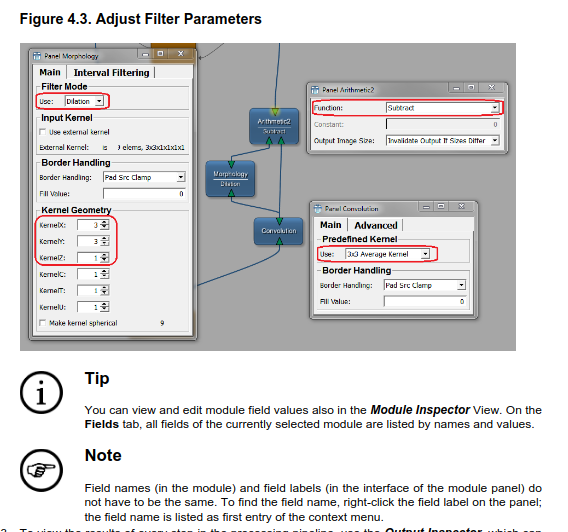 Figure 4.3. Adjust Filter Parameters
Panel Morphology
Main Interval Filtering
Filter Mode
Use: Dilation
Input Kernel
Use external kernel
External Kernel: is 9 elems, 3x3x1x1x1x1
Border Handling
Border Handling: Pad Src Clamp
Fill Value: 0
Kernel Geometry
KernelX: 3
KernelY: 3
KernelZ: 1
KernelC: 1
KernelT: 1
KernelU: 1
Make kernel spherical 9
Arithmetic2
Subtract
Morphology
Dilation
Convolution
Panel Arithmetic2
Function: Subtract
Constant: 0
Output Image Size: Invalidate Output If Sizes Differ
Panel Convolution
Main Advanced
Predefined Kernel
Use: 3x3 Average Kernel
Border Handling
Border Handling: Pad Src Clamp
Fill Value: 0
i
Tip
You can view and edit module field values also in the Module Inspector View. On the
Fields tab, all fields of the currently selected module are listed by names and values.
Note
Field names (in the module) and field labels (in the interface of the module panel) do
not have to be the same. To find the field name, right-click the field label on the panel;
the field name is listed as first entry of the context menu.
To view the results of every step in the processing pipeline, use the Output Inspector, which can